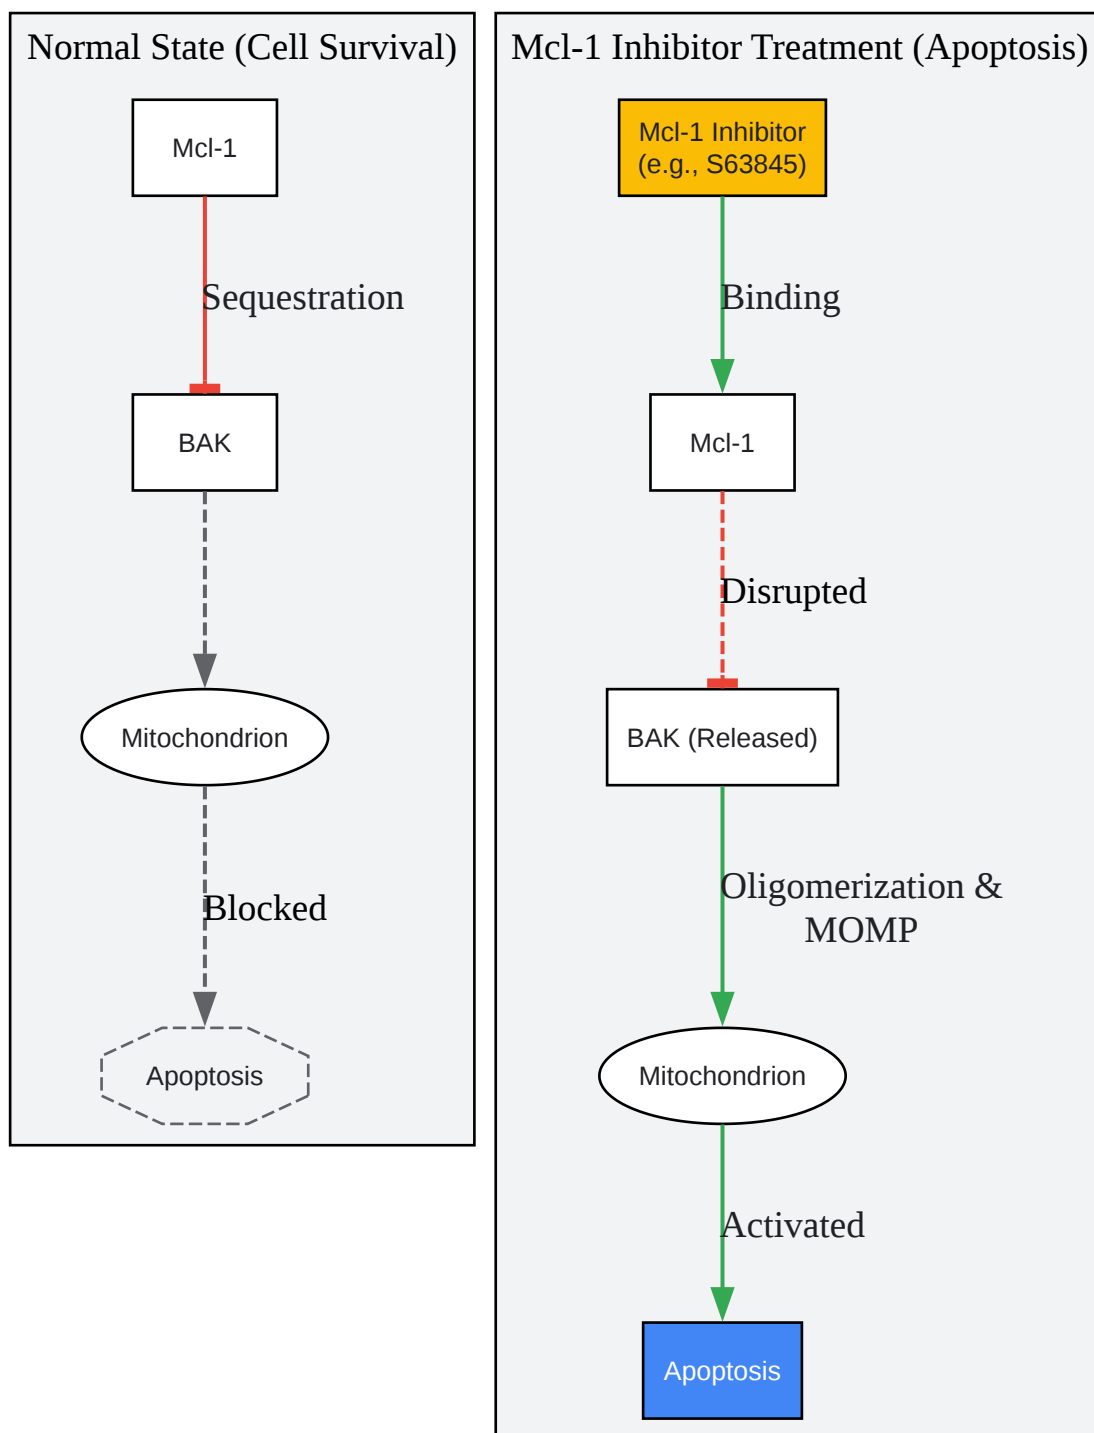 Normal State (Cell Survival)
Mcl-1
Sequestration
BAK
Mitochondrion
Blocked
Apoptosis
Mcl-1 Inhibitor Treatment (Apoptosis)
Mcl-1 Inhibitor
(e.g., S63845)
Binding
Mcl-1
Disrupted
BAK (Released)
Oligomerization &
MOMP
Mitochondrion
Activated
Apoptosis